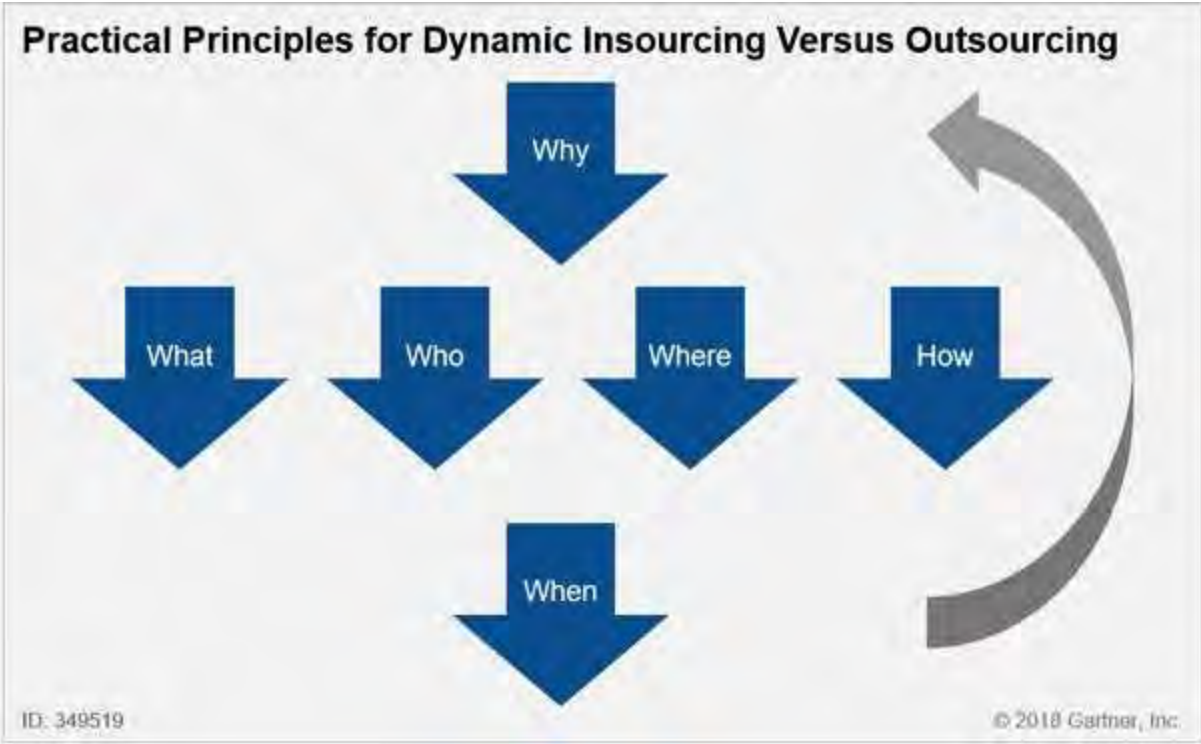 Practical Principles for Dynamic Insourcing Versus Outsourcing
Why
What
Who
Where
How
When
ID: 349519
© 2018 Gartner, Inc.